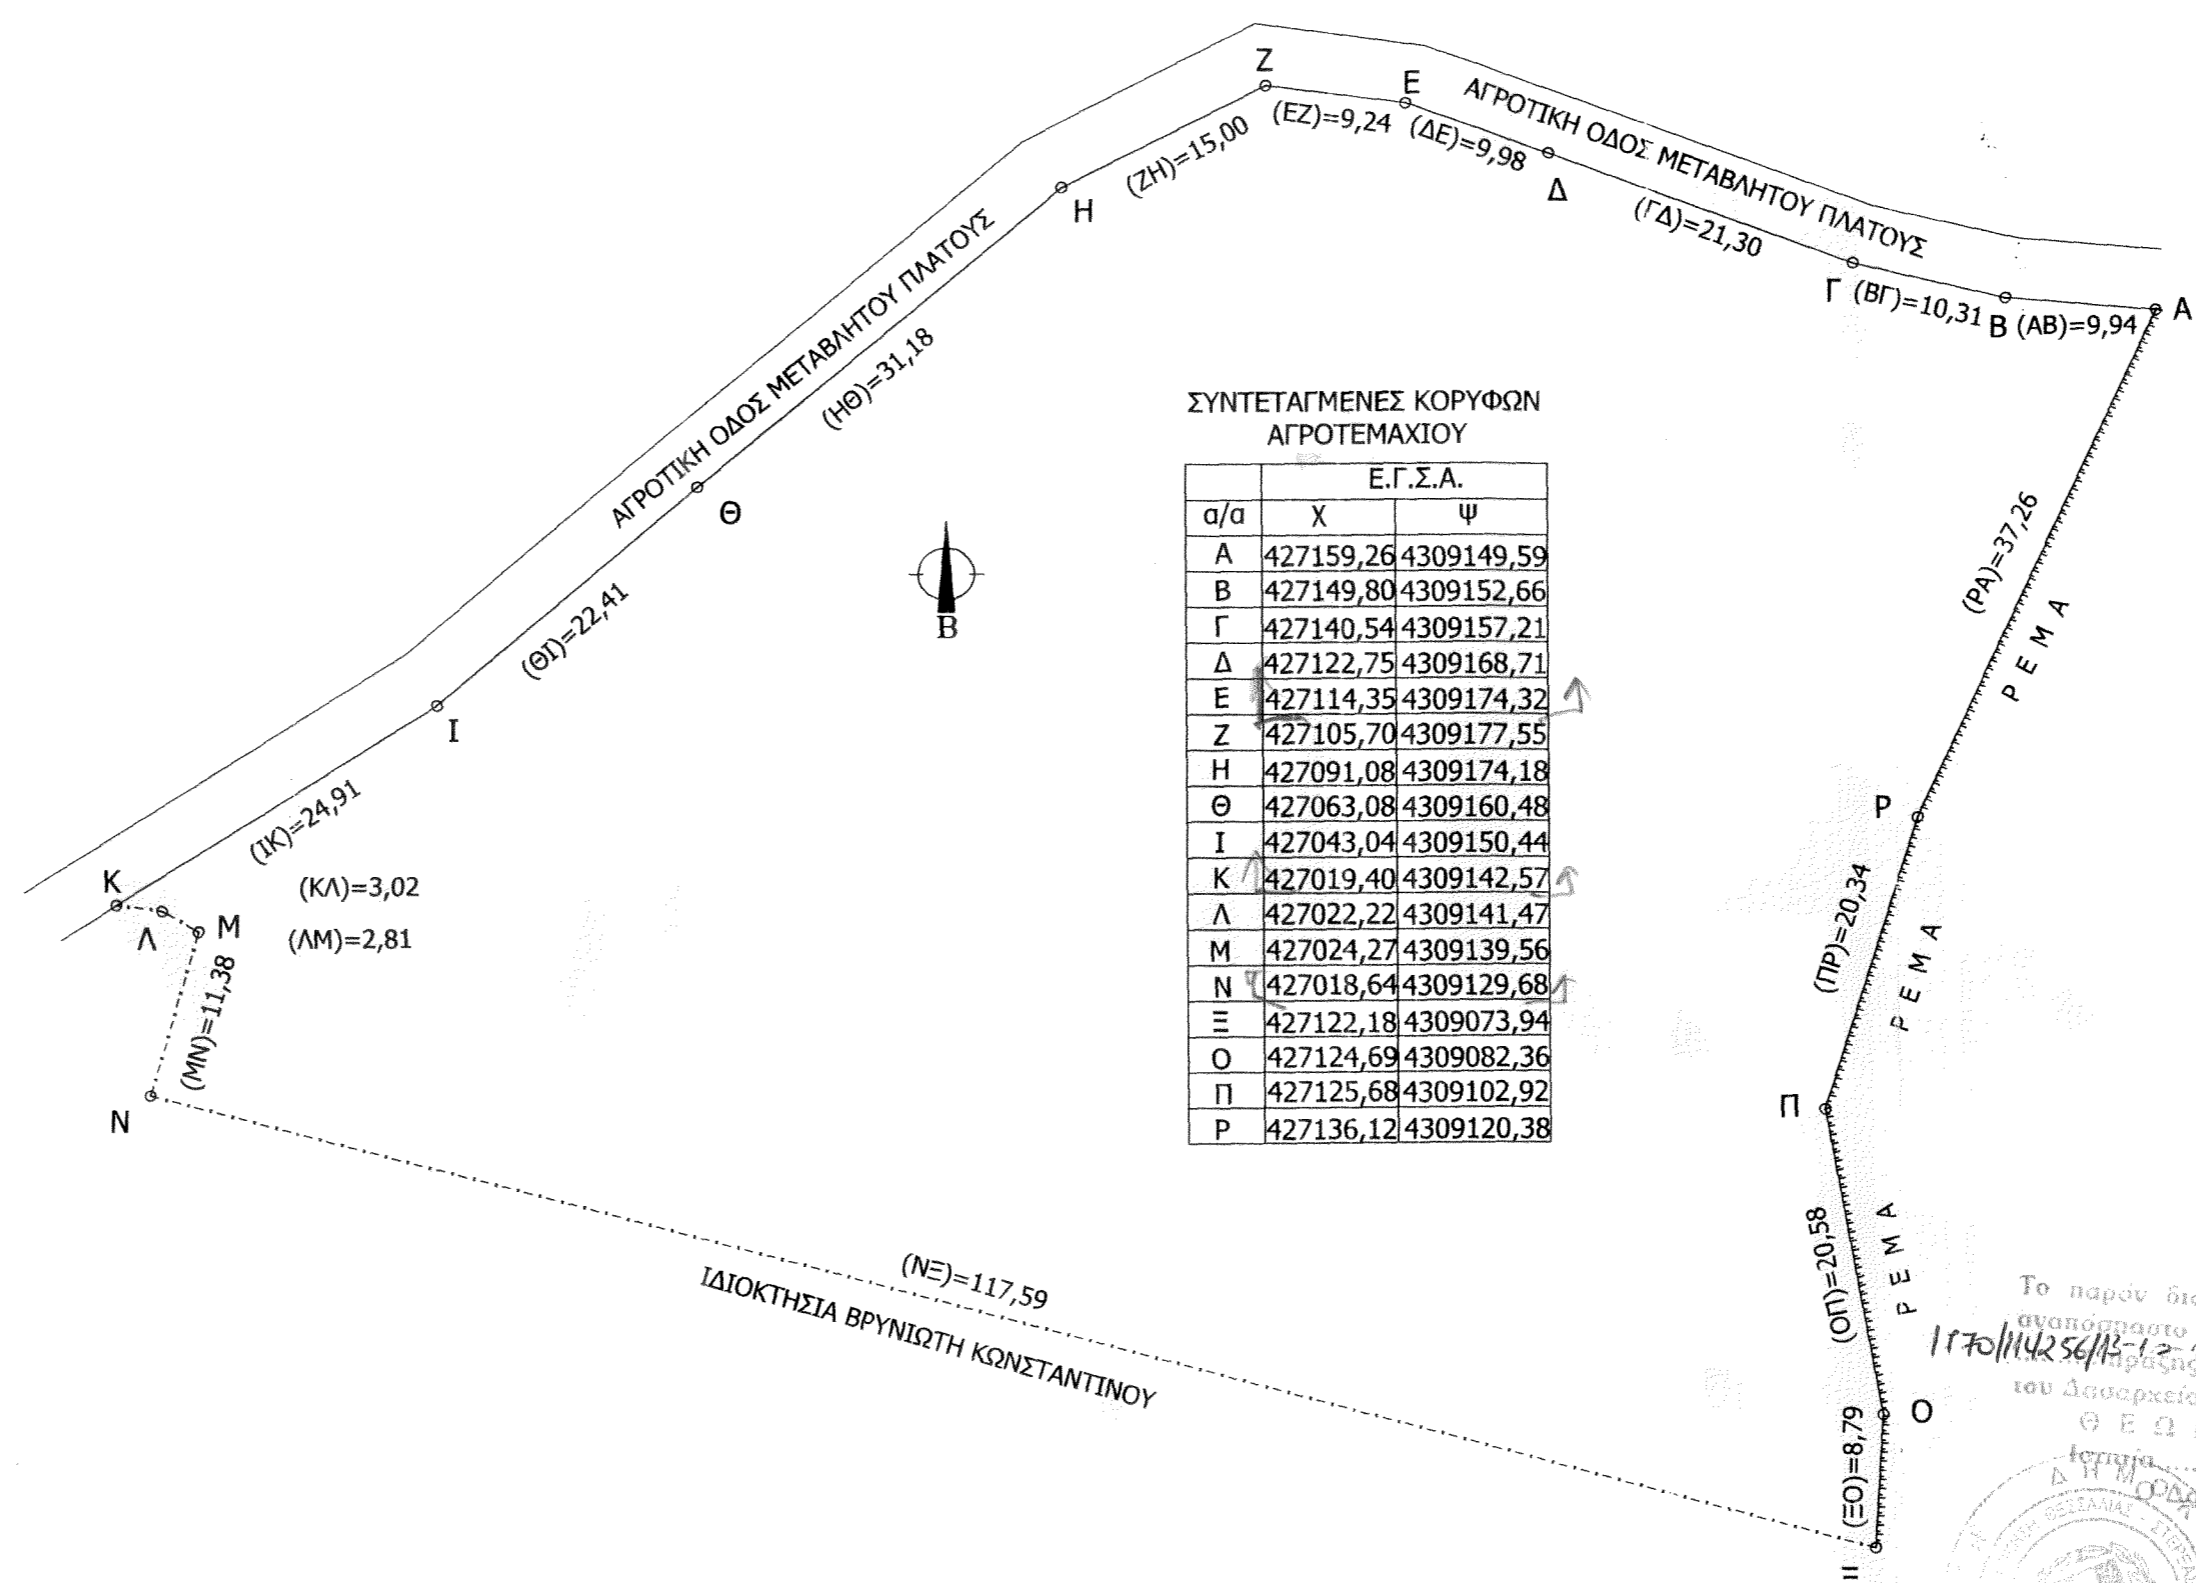 Ζ
Ε
ΑΓΡΟΤΙΚΗ ΟΔΟΣ ΜΕΤΑΒΛΗΤΟΥ ΠΛΑΤΟΥΣ
(ΕΖ)=9,24
(ΔΕ)=9,98
Δ
(ΖΗ)=15,00
Η
(ΓΔ)=21,30
Γ
(ΒΓ)=10,31
Β
(ΑΒ)=9,94
Α
ΑΓΡΟΤΙΚΗ ΟΔΟΣ ΜΕΤΑΒΛΗΤΟΥ ΠΛΑΤΟΥΣ
(ΗΘ)=31,18
Θ
(ΘΙ)=22,41
Ι
(ΙΚ)=24,91
Β
ΣΥΝΤΕΤΑΓΜΕΝΕΣ ΚΟΡΥΦΩΝ
ΑΓΡΟΤΕΜΑΧΙΟΥ
Ε.Γ.Σ.Α.
α/α Χ Ψ
Α 427159,26 4309149,59
Β 427149,80 4309152,66
Γ 427140,54 4309157,21
Δ 427122,75 4309168,71
Ε 427114,35 4309174,32
Ζ 427105,70 4309177,55
Η 427091,08 4309174,18
Θ 427063,08 4309160,48
Ι 427043,04 4309150,44
Κ 427019,40 4309142,57
Λ 427022,22 4309141,47
Μ 427024,27 4309139,56
Ν 427018,64 4309129,68
Ξ 427122,18 4309073,94
Ο 427124,69 4309082,36
Π 427125,68 4309102,92
Ρ 427136,12 4309120,38
(ΡΑ)=37,26
ΡΕΜΑ
Ρ
(ΠΡ)=20,34
ΡΕΜΑ
Π
(ΟΠ)=20,58
ΡΕΜΑ
Ο
(ΞΟ)=8,79
Κ
(ΚΛ)=3,02
Λ
Μ
(ΛΜ)=2,81
(ΜΝ)=11,38
Ν
(ΝΞ)=117,59
ΙΔΙΟΚΤΗΣΙΑ ΒΡΥΝΙΩΤΗ ΚΩΝΣΤΑΝΤΙΝΟΥ
Το παρόν
αναπόσπαστο
του Δασαρχείο
ΘΕΩ
Ιστιαία